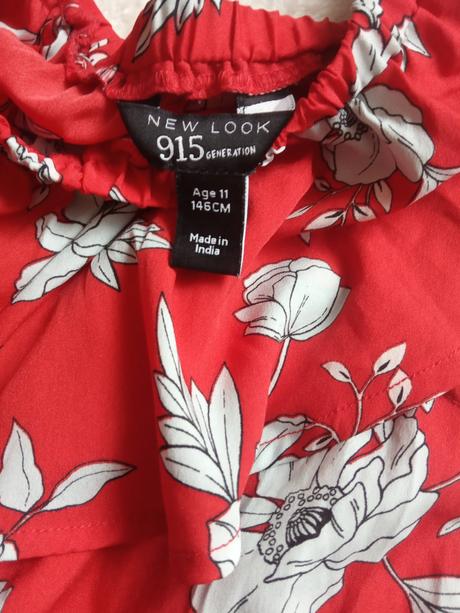 NEW LOOK
915 GENERATION
Age 11
146CM
Made in
India